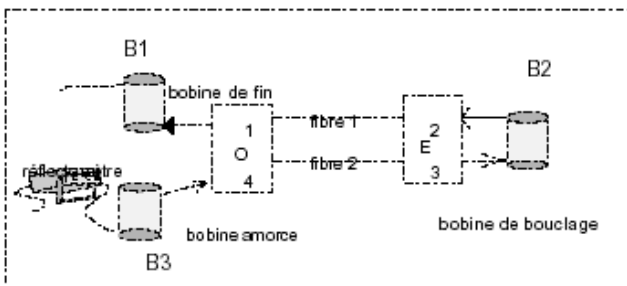 B1
B2
bobine de fin
1
fibre 1
2
O
E
fibre 2
réflectomètre
4
3
bobine amorce
bobine de bouclage
B3